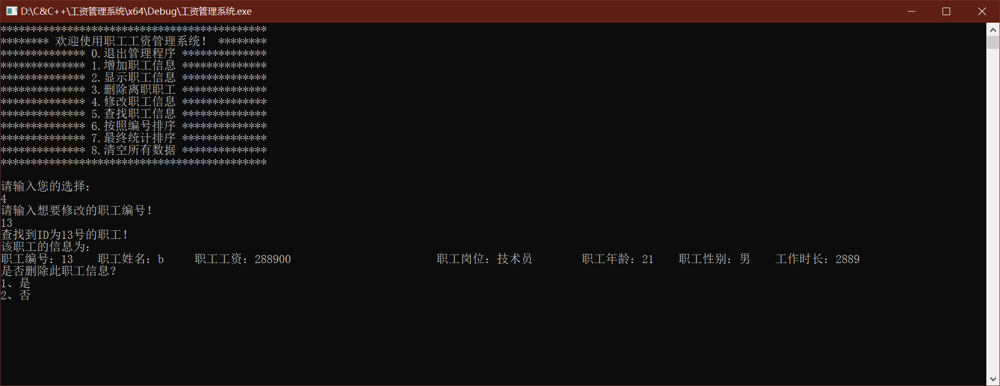 D:\C&C++\工资管理系统\x64\Debug\工资管理系统.exe
********************************************
******** 欢迎使用职工工资管理系统! ********
************** 0.退出管理程序 **************
************** 1.增加职工信息 **************
************** 2.显示职工信息 **************
************** 3.删除离职职工 **************
************** 4.修改职工信息 **************
************** 5.查找职工信息 **************
************** 6.按照编号排序 **************
************** 7.最终统计排序 **************
************** 8.清空所有数据 **************
********************************************
请输入您的选择:
4
请输入想要修改的职工编号!
13
查找到ID为13号的职工!
该职工的信息为:
职工编号:13 职工姓名:b 职工工资:288900 职工岗位:技术员 职工年龄:21 职工性别:男 工作时长:2889
是否删除此职工信息?
1、是
2、否